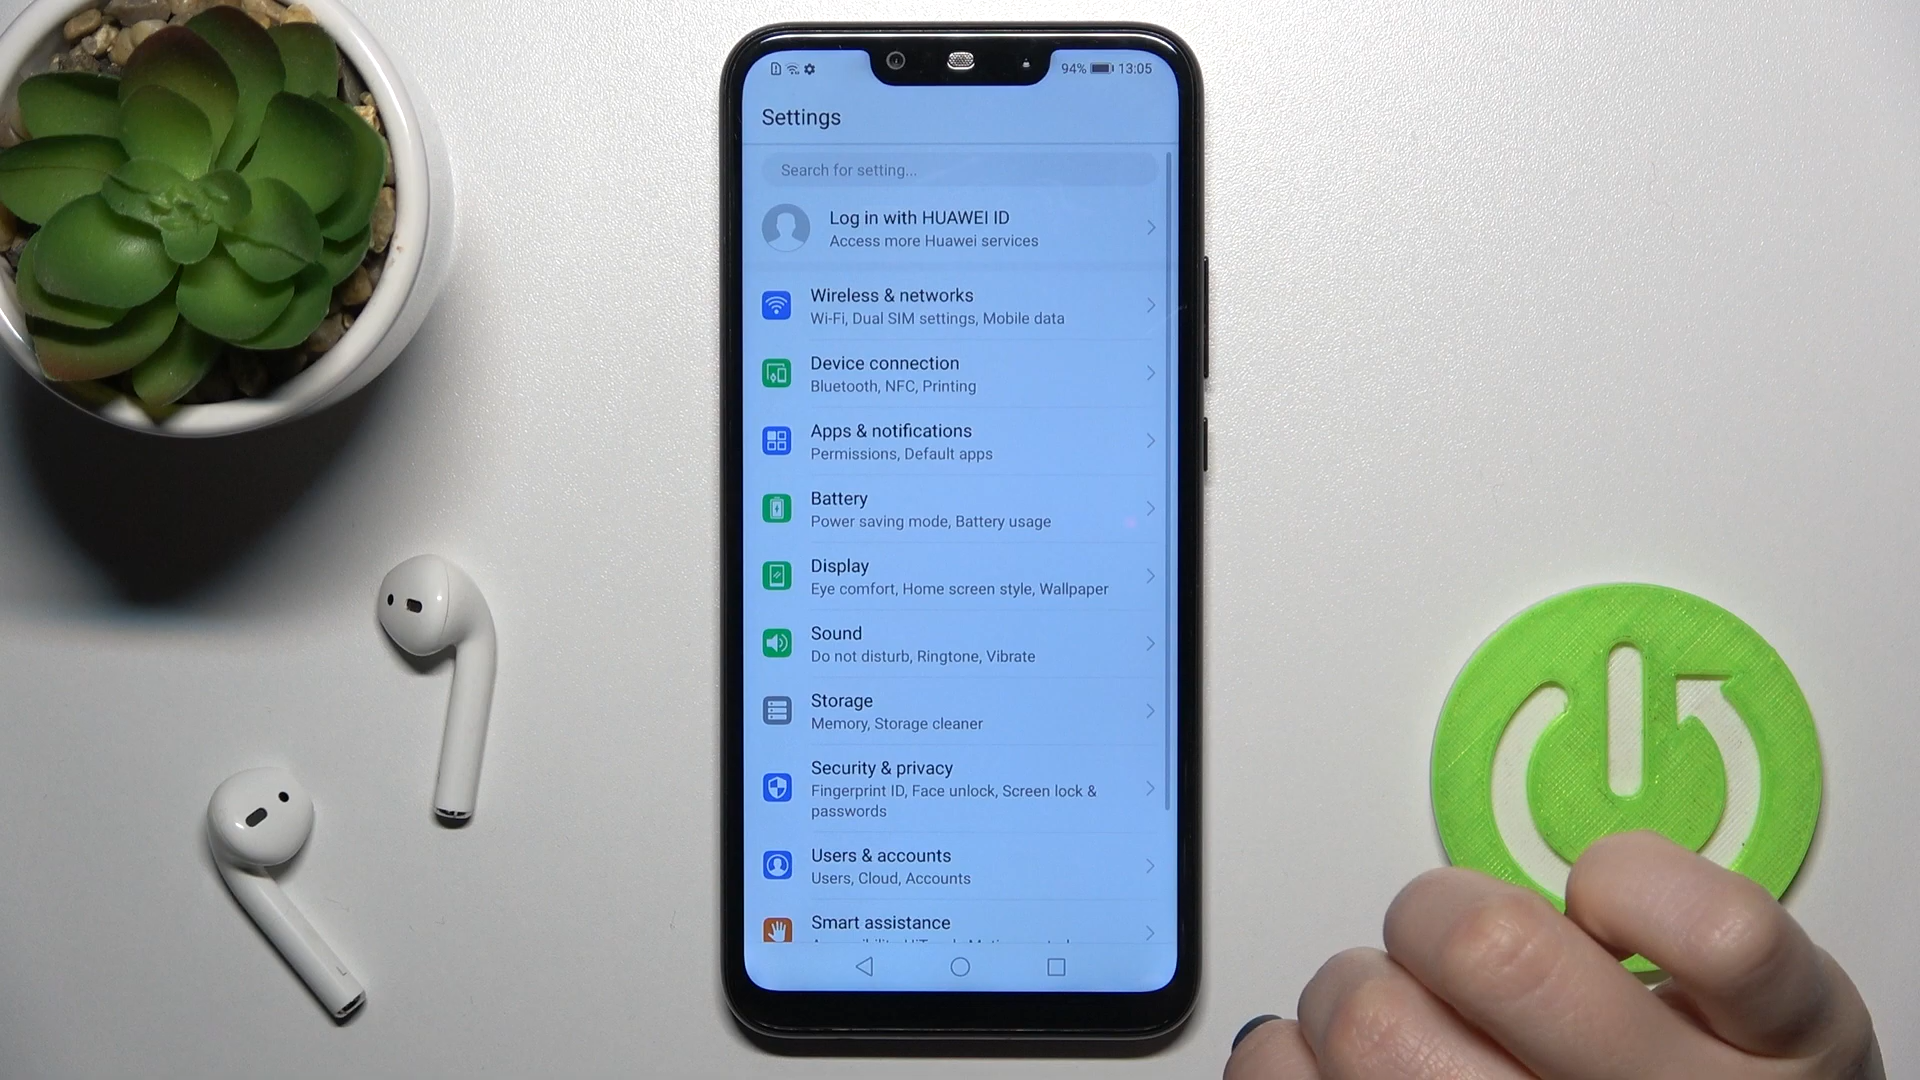 94% 13:05
Settings
Search for setting...
Log in with HUAWEI ID
Access more Huawei services
Wireless & networks
Wi-Fi, Dual SIM settings, Mobile data
Device connection
Bluetooth, NFC, Printing
Apps & notifications
Permissions, Default apps
Battery
Power saving mode, Battery usage
Display
Eye comfort, Home screen style, Wallpaper
Sound
Do not disturb, Ringtone, Vibrate
Storage
Memory, Storage cleaner
Security & privacy
Fingerprint ID, Face unlock, Screen lock &
passwords
Users & accounts
Users, Cloud, Accounts
Smart assistance
L